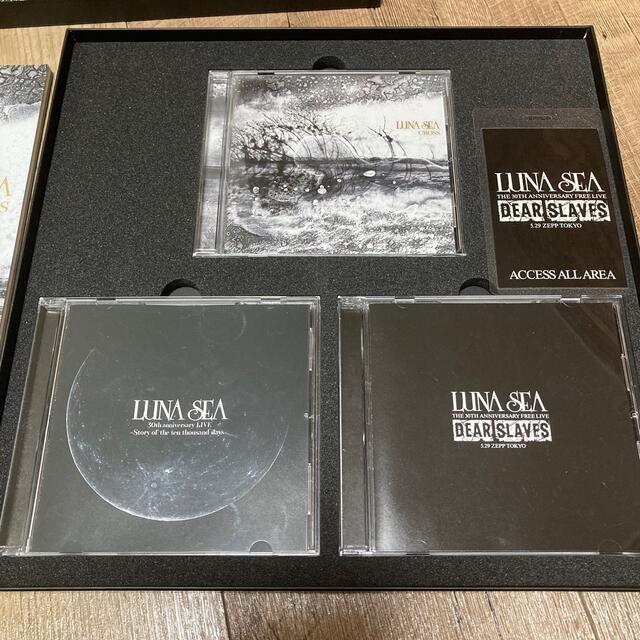 LUNA SEA
CROSS
A
S
LUNA SEA
THE 30TH ANNIVERSARY FREE LIVE
DEAR SLAVES
5.29 ZEPP TOKYO
ACCESS ALL AREA
LUNA SEA
30th anniversary LIVE
-Story of the ten thousand days-
LUNA SEA
THE 30TH ANNIVERSARY FREE LIVE
DEAR SLAVES
5.29 ZEPP TOKYO